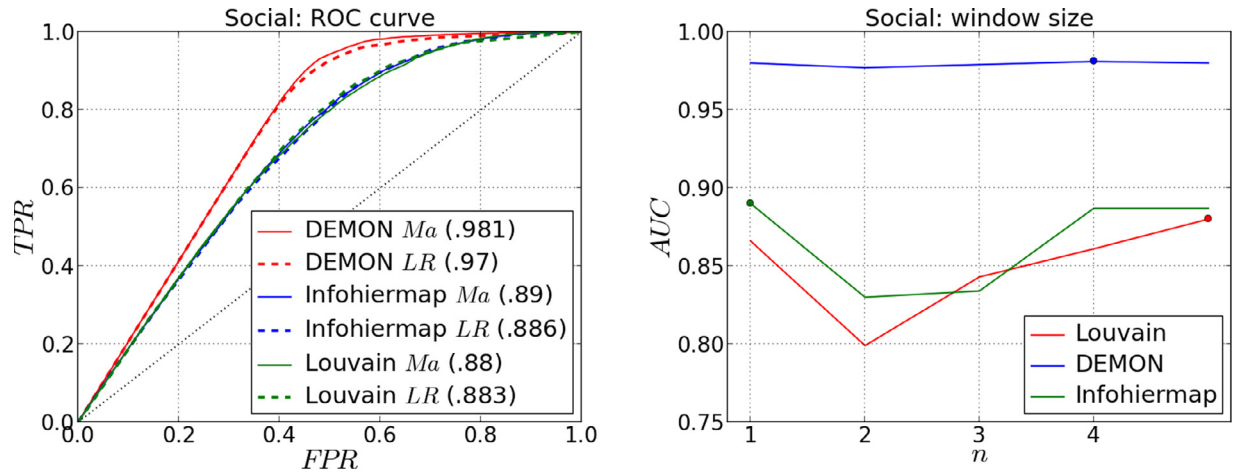 Social: ROC curve
1.0
0.8
0.6
0.4
0.2
0.0
TPR
0.0
0.2
0.4
0.6
0.8
1.0
FPR
DEMON Ma (.981)
DEMON LR (.97)
Infohiermap Ma (.89)
Infohiermap LR (.886)
Louvain Ma (.88)
Louvain LR (.883)
Social: window size
1.00
0.95
0.90
0.85
0.80
0.75
AUC
1
2
3
4
n
Louvain
DEMON
Infohiermap